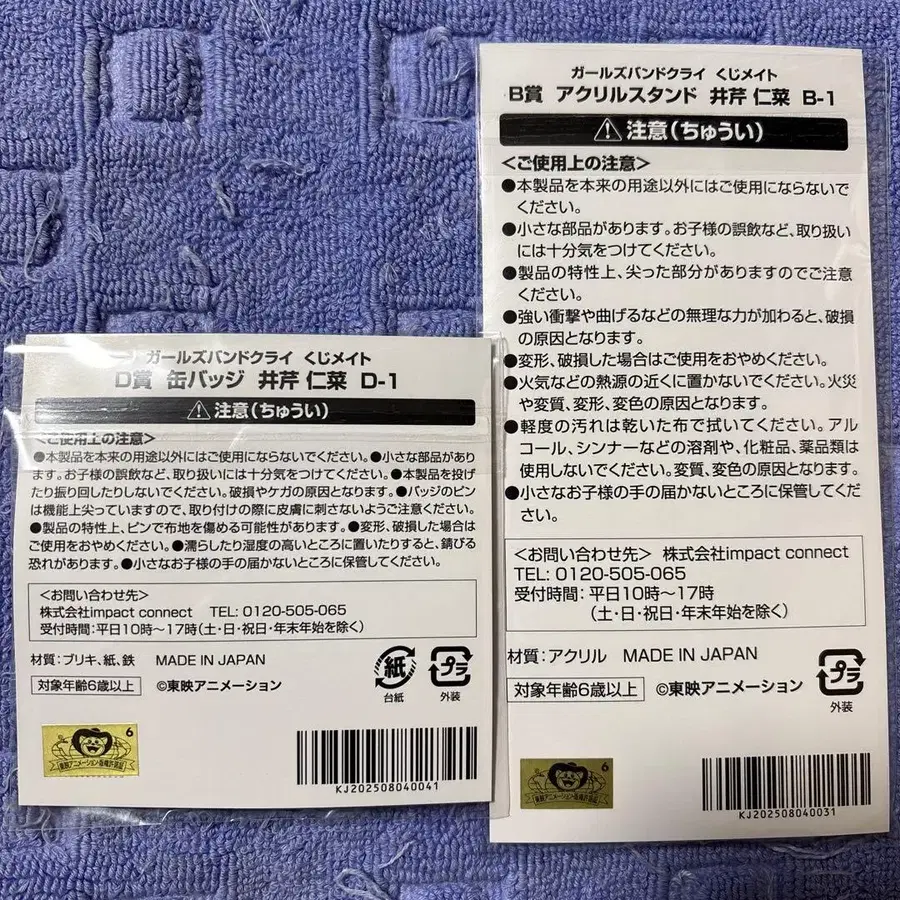 ガールズバンドクライ くじメイト
D賞 缶バッジ 井芹 仁菜 D-1
注意(ちゅうい)
<ご使用上の注意>
●本製品を本来の用途以外にはご使用にならないでください。●小さな部品があり
ます。お子様の誤飲など、取り扱いには十分気をつけてください。●本製品を投げ
たり振り回したりしないでください。破損やケガの原因となります。●バッジのピン
は機能上尖っていますので、取り付けの際に皮膚に刺さないようご注意ください。
●製品の特性上、ピンで布地を傷める可能性があります。●変形、破損した場合は
ご使用をおやめください。●濡らしたり湿度の高いところに置いたりすると、錆びる
恐れがあります。●小さなお子様の手の届かないところに保管してください。
<お問い合わせ先>
株式会社impact connect TEL: 0120-505-065
受付時間:平日10時~17時(土・日・祝日・年末年始を除く)
材質:ブリキ、紙、鉄 MADE IN JAPAN
対象年齢6歳以上 ©東映アニメーション
紙
台紙
プラ
外装
6
東映アニメーション・版権許諾証
KJ202508040041
ガールズバンドクライ くじメイト
B賞 アクリルスタンド 井芹 仁菜 B-1
注意(ちゅうい)
<ご使用上の注意>
●本製品を本来の用途以外にはご使用にならないで
ください。
●小さな部品があります。お子様の誤飲など、取り扱い
には十分気をつけてください。
●製品の特性上、尖った部分がありますのでご注意
ください。
●強い衝撃や曲げるなどの無理な力が加わると、破損
の原因となります。
●変形、破損した場合はご使用をおやめください。
●火気などの熱源の近くに置かないでください。火災
や変質、変形、変色の原因となります。
●軽度の汚れは乾いた布で拭いてください。アル
コール、シンナーなどの溶剤や、化粧品、薬品類は
使用しないでください。変質、変色の原因となります。
●小さなお子様の手の届かないところに保管してくだ
さい。
<お問い合わせ先> 株式会社impact connect
TEL: 0120-505-065
受付時間:平日10時~17時
(土・日・祝日・年末年始を除く)
材質:アクリル MADE IN JAPAN
対象年齢6歳以上 ©東映アニメーション
プラ
外装
6
東映アニメーション・版権許諾証
KJ202508040031